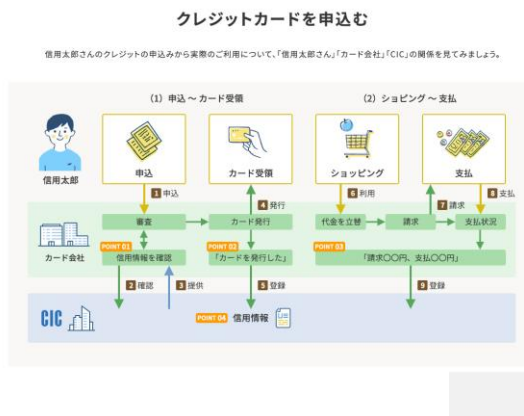 クレジットカードを申込む
信用太郎さんのクレジットの申込みから実際のご利用について、「信用太郎さん」「カード会社」「CIC」の関係を見てみましょう。
(1) 申込 ~ カード受領
(2) ショッピング ~ 支払
信用太郎
申込
カード受領
ショッピング
支払
1 申込
4 発行
6 利用
7 請求
8 支払
カード会社
審査
カード発行
代金を立替
請求
支払状況
POINT 01
信用情報を確認
POINT 02
「カードを発行した」
POINT 03
「請求〇〇円、支払〇〇円」
2 確認
3 提供
5 登録
9 登録
CIC
POINT 04 信用情報